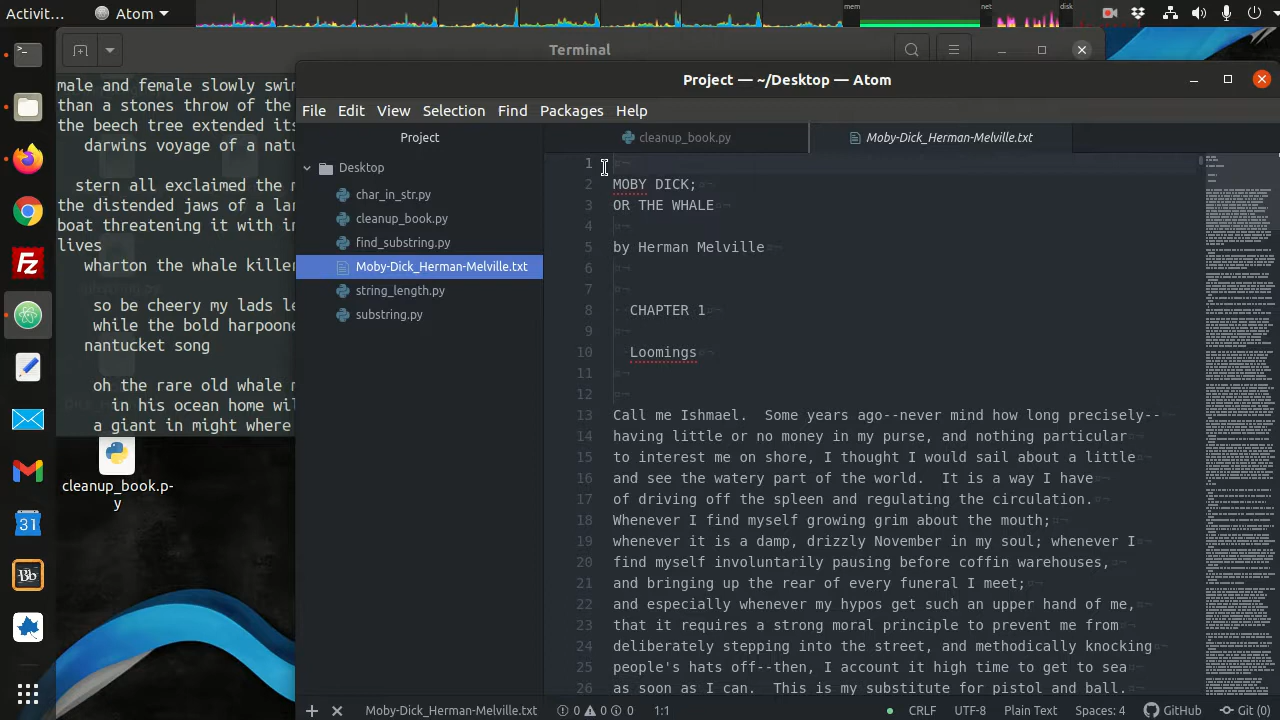 Activit...
Atom
mem
net
disk
Terminal
male and female slowly swi
than a stones throw of the
the beech tree extended its
darwins voyage of a natu
stern all exclaimed the
the distended jaws of a la
boat threatening it with in
lives
wharton the whale killer
so be cheery my lads le
while the bold harpoone
nantucket song
oh the rare old whale m
in his ocean home wil
a giant in might where
cleanup_book.p-
y
Project — ~/Desktop — Atom
File Edit View Selection Find Packages Help
Project
cleanup_book.py
Moby-Dick_Herman-Melville.txt
Desktop
char_in_str.py
cleanup_book.py
find_substring.py
Moby-Dick_Herman-Melville.txt
string_length.py
substring.py
1
2 MOBY DICK;
3 OR THE WHALE
4
5 by Herman Melville
6
7
8 CHAPTER 1
9
10 Loomings
11
12
13 Call me Ishmael.  Some years ago--never mind how long precisely--
14 having little or no money in my purse, and nothing particular
15 to interest me on shore, I thought I would sail about a little
16 and see the watery part of the world.  It is a way I have
17 of driving off the spleen and regulating the circulation.
18 Whenever I find myself growing grim about the mouth;
19 whenever it is a damp, drizzly November in my soul; whenever I
20 find myself involuntarily pausing before coffin warehouses,
21 and bringing up the rear of every funeral I meet;
22 and especially whenever my hypos get such an upper hand of me,
23 that it requires a strong moral principle to prevent me from
24 deliberately stepping into the street, and methodically knocking
25 people's hats off--then, I account it high time to get to sea
26 as soon as I can.  This is my substitute for pistol and ball.
Moby-Dick_Herman-Melville.txt 0 0 0 1:1
CRLF UTF-8 Plain Text Spaces: 4 GitHub Git (0)
>_
Fz
31
Bb